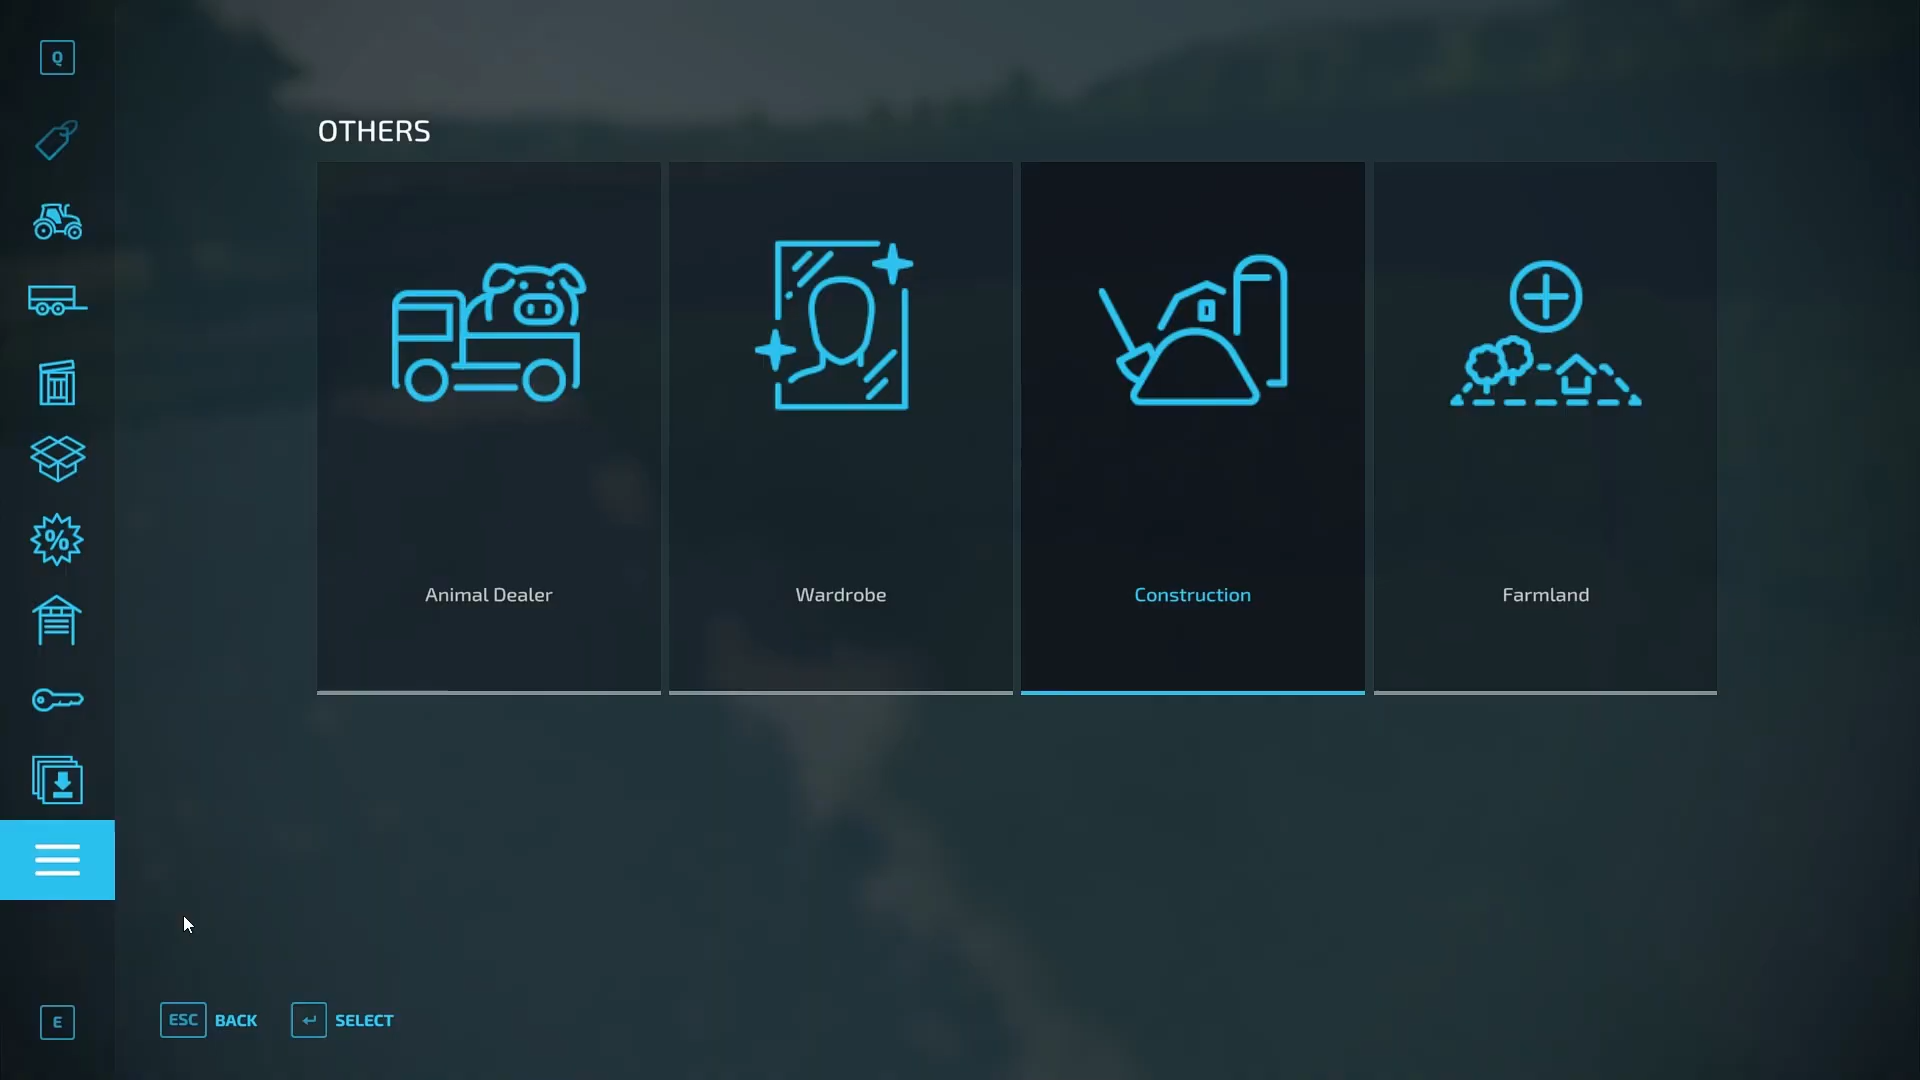 Q
OTHERS
Animal Dealer
Wardrobe
Construction
Farmland
%
E
ESC BACK
SELECT